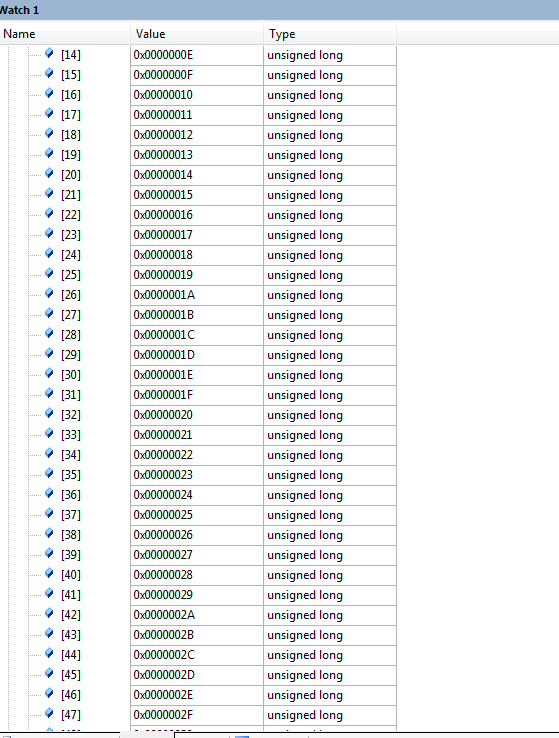 Watch 1
Name Value Type
[14] 0x0000000E unsigned long
[15] 0x0000000F unsigned long
[16] 0x00000010 unsigned long
[17] 0x00000011 unsigned long
[18] 0x00000012 unsigned long
[19] 0x00000013 unsigned long
[20] 0x00000014 unsigned long
[21] 0x00000015 unsigned long
[22] 0x00000016 unsigned long
[23] 0x00000017 unsigned long
[24] 0x00000018 unsigned long
[25] 0x00000019 unsigned long
[26] 0x0000001A unsigned long
[27] 0x0000001B unsigned long
[28] 0x0000001C unsigned long
[29] 0x0000001D unsigned long
[30] 0x0000001E unsigned long
[31] 0x0000001F unsigned long
[32] 0x00000020 unsigned long
[33] 0x00000021 unsigned long
[34] 0x00000022 unsigned long
[35] 0x00000023 unsigned long
[36] 0x00000024 unsigned long
[37] 0x00000025 unsigned long
[38] 0x00000026 unsigned long
[39] 0x00000027 unsigned long
[40] 0x00000028 unsigned long
[41] 0x00000029 unsigned long
[42] 0x0000002A unsigned long
[43] 0x0000002B unsigned long
[44] 0x0000002C unsigned long
[45] 0x0000002D unsigned long
[46] 0x0000002E unsigned long
[47] 0x0000002F unsigned long